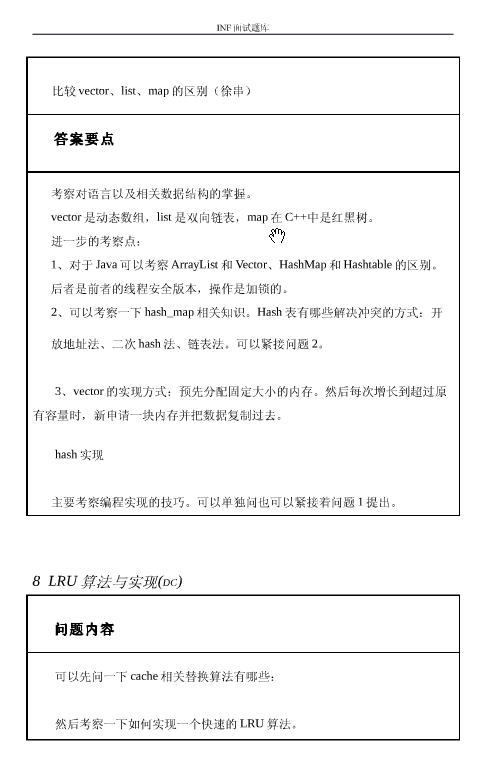 INF 面试题库
比较 vector、list、map 的区别（徐串）
答案要点
考察对语言以及相关数据结构的掌握。
vector 是动态数组，list 是双向链表，map 在 C++中是红黑树。
进一步的考察点：
1、对于 Java 可以考察 ArrayList 和 Vector、HashMap 和 Hashtable 的区别。
后者是前者的线程安全版本，操作是加锁的。
2、可以考察一下 hash_map 相关知识。Hash 表有哪些解决冲突的方式：开
放地址法、二次 hash 法、链表法。可以紧接问题 2。
3、vector 的实现方式：预先分配固定大小的内存。然后每次增长到超过原
有容量时，新申请一块内存并把数据复制过去。
hash 实现
主要考察编程实现的技巧。可以单独问也可以紧接着问题 1 提出。
8 LRU 算法与实现(DC)
问题内容
可以先问一下 cache 相关替换算法有哪些：
然后考察一下如何实现一个快速的 LRU 算法。